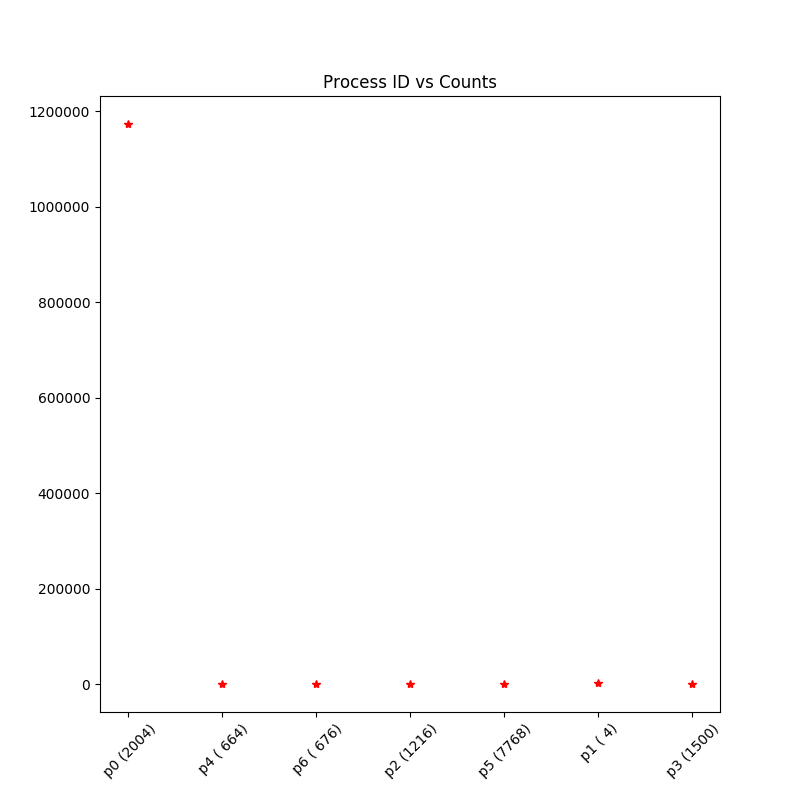 Process ID vs Counts
1200000
1000000
800000
600000
400000
200000
0
p0 (2004)
p4 ( 664)
p6 ( 676)
p2 (1216)
p5 (7768)
p1 ( 4)
p3 (1500)